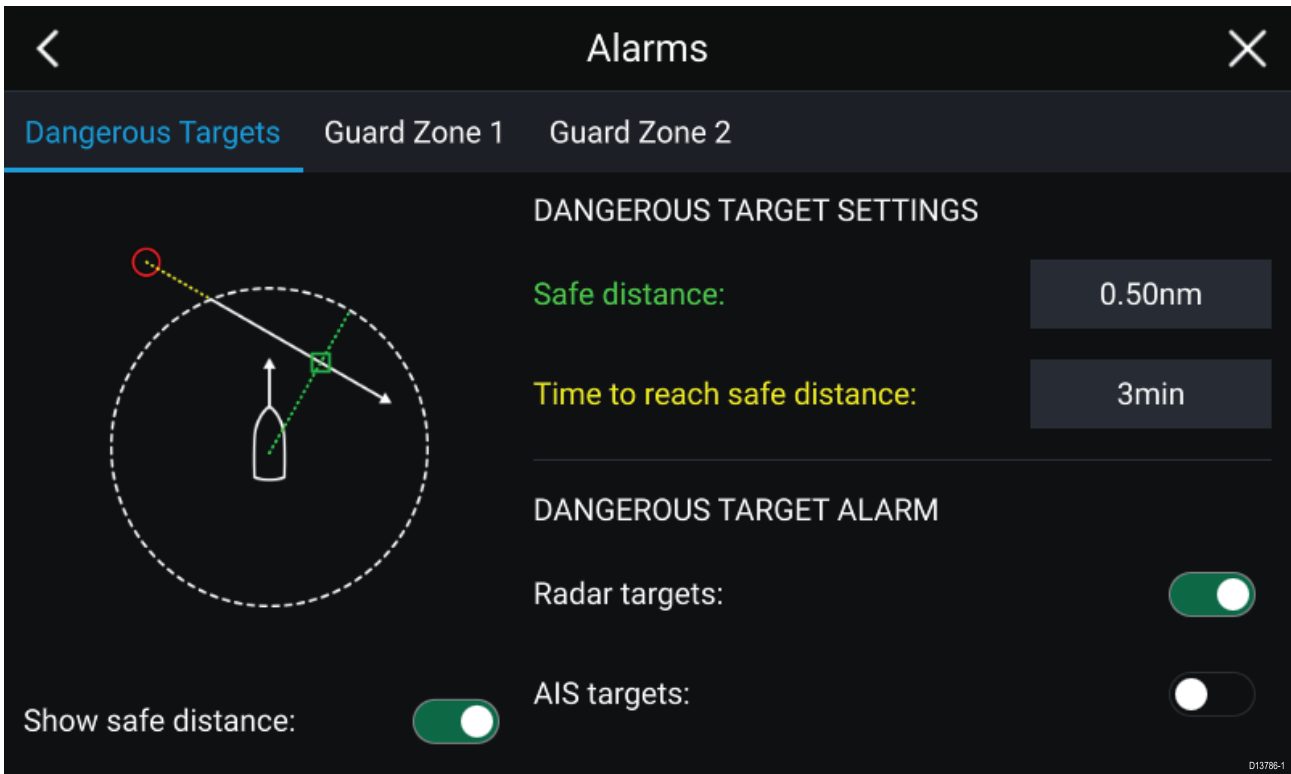 Alarms
Dangerous Targets Guard Zone 1 Guard Zone 2
DANGEROUS TARGET SETTINGS
Safe distance: 0.50nm
Time to reach safe distance: 3min
DANGEROUS TARGET ALARM
Radar targets:
AIS targets:
Show safe distance:
D13786-1